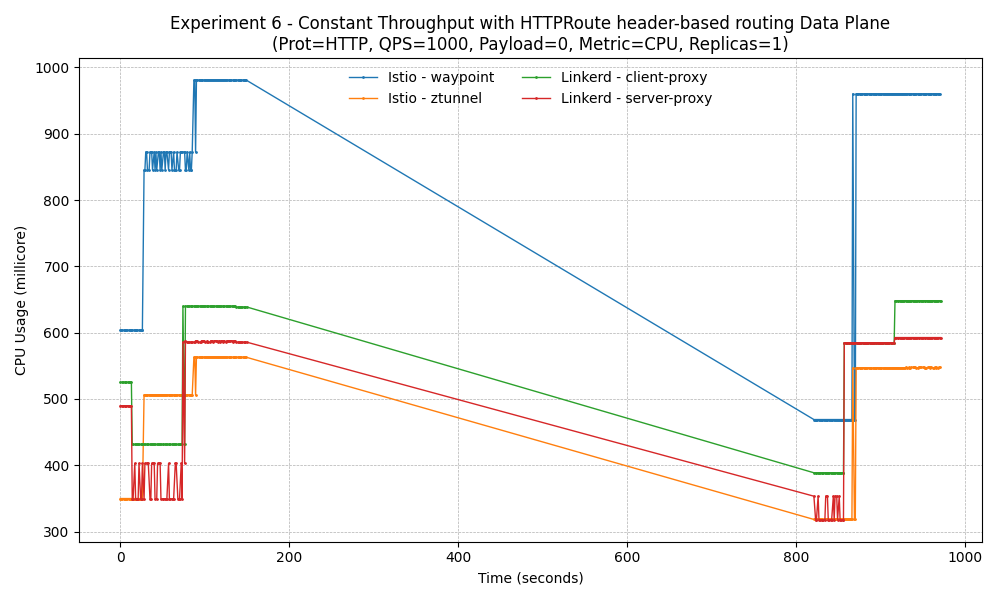 Experiment 6 - Constant Throughput with HTTPRoute header-based routing Data Plane
(Prot=HTTP, QPS=1000, Payload=0, Metric=CPU, Replicas=1)
Istio - waypoint
Istio - ztunnel
Linkerd - client-proxy
Linkerd - server-proxy
CPU Usage (millicore)
1000
900
800
700
600
500
400
300
0 200 400 600 800 1000
Time (seconds)